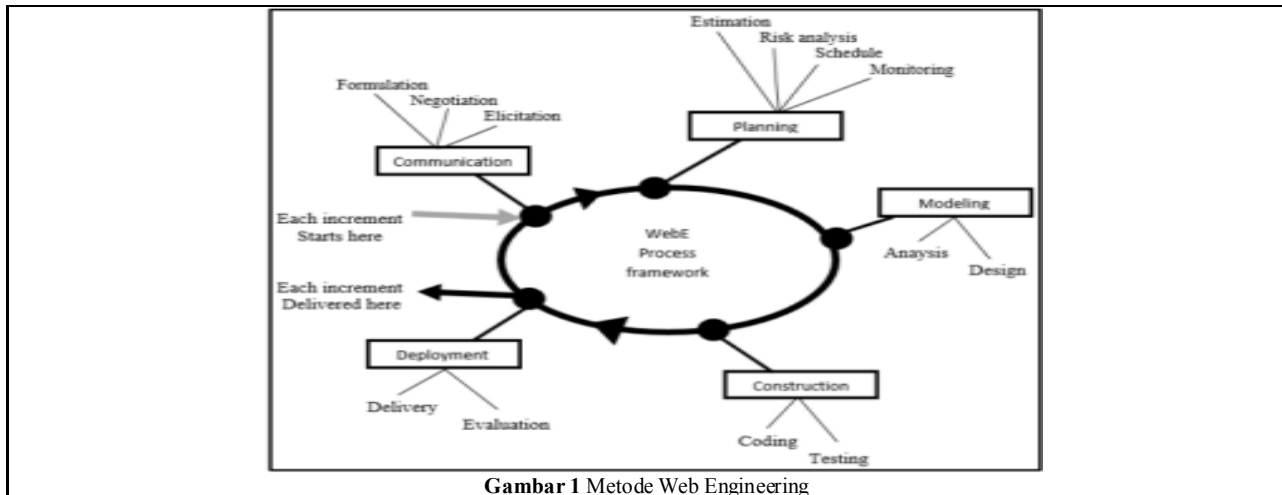 Estimation
Risk analysis
Schedule
Monitoring
Planning
Formulation
Negotiation
Elicitation
Communication
Each increment
Starts here
WebE
Process
framework
Modeling
Anaysis
Design
Each increment
Delivered here
Deployment
Delivery
Evaluation
Construction
Coding
Testing
Gambar 1 Metode Web Engineering